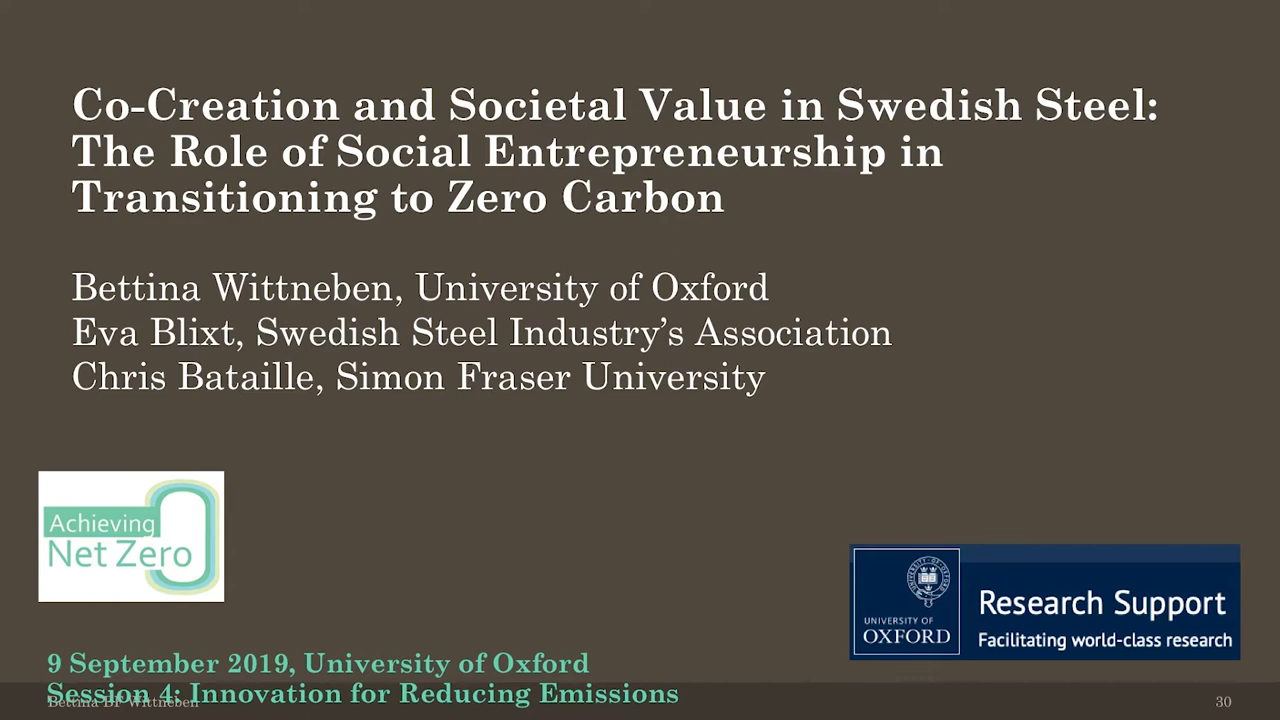 Co-Creation and Societal Value in Swedish Steel:
The Role of Social Entrepreneurship in
Transitioning to Zero Carbon
Bettina Wittneben, University of Oxford
Eva Blixt, Swedish Steel Industry's Association
Chris Bataille, Simon Fraser University
Achieving
Net Zero
UNIVERSITY OF
OXFORD
Research Support
Facilitating world-class research
9 September 2019, University of Oxford
Session 4: Innovation for Reducing Emissions
Bettina BF Wittneben
30